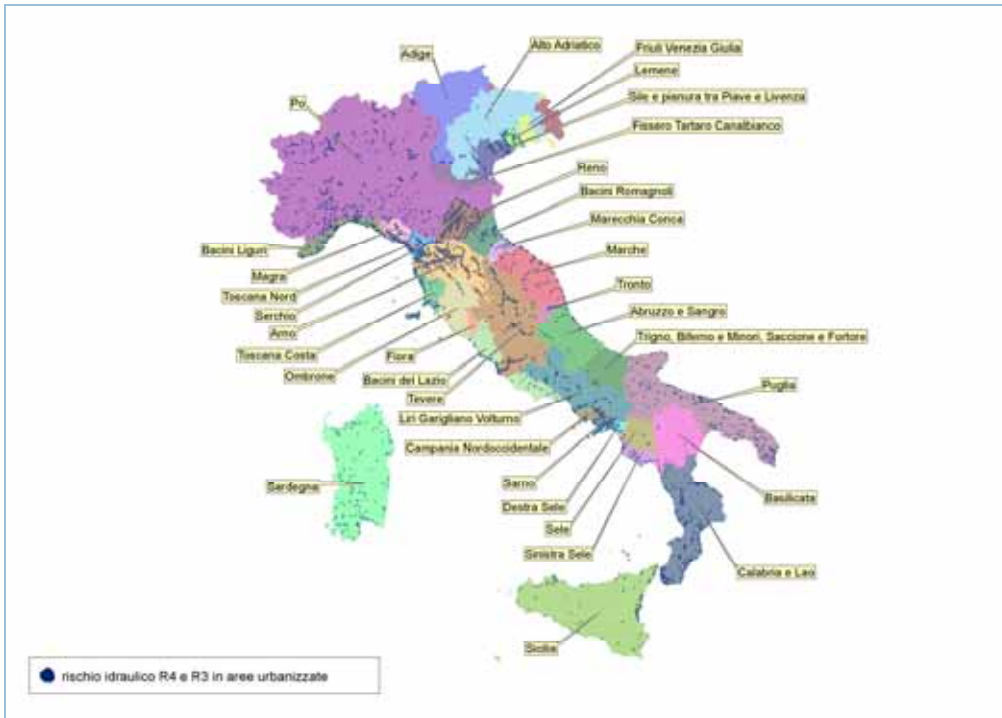 Adige
Alto Adriatico
Friuli Venezia Giulia
Lemene
Sile e pianura tra Piave e Livenza
Po
Fissero Tartaro Canalbianco
Reno
Bacini Romagnoli
Marecchia Conca
Bacini Liguri
Marche
Magra
Tronto
Toscana Nord
Abruzzo e Sangro
Serchio
Arno
Trigno, Biferno e Minori, Saccione e Fortore
Toscana Costa
Fiora
Ombrone
Bacini del Lazio
Puglia
Tevere
Liri Garigliano Volturno
Campania Nordoccidentale
Sarno
Sardegna
Basilicata
Destra Sele
Sele
Sinistra Sele
Calabria e Lao
Sicilia
rischio idraulico R4 e R3 in aree urbanizzate